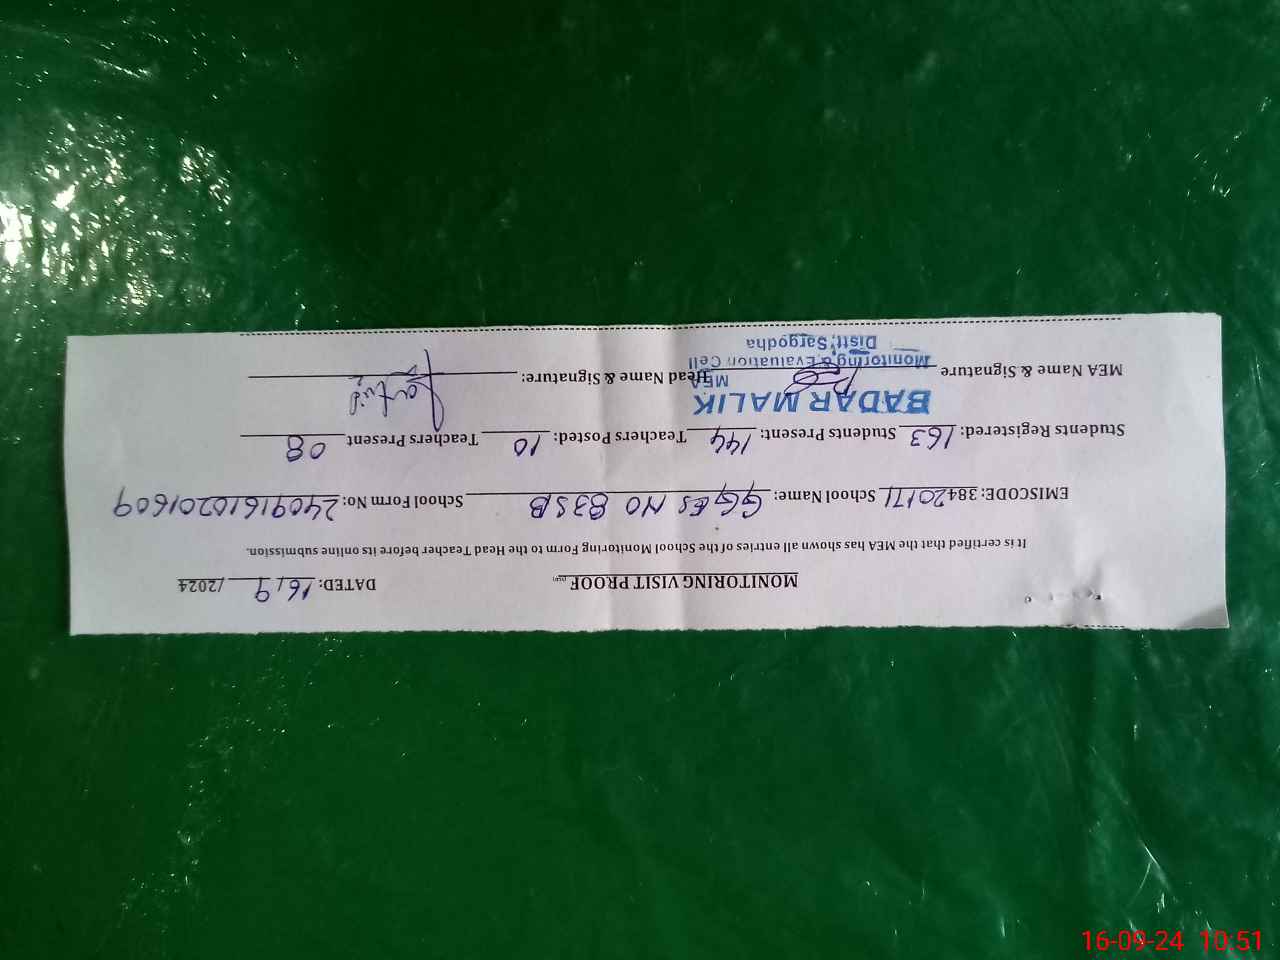 MONITORING VISIT PROOF DATED: 16/9/2024
It is certified that the MEA has shown all entries of the School Monitoring Form to the Head Teacher before its online submission.
EMISCODE: 38420171 School Name: GGES NO 83SB School Form No: 24091610201609
Students Registered: 163 Students Present: 144 Teachers Posted: 10 Teachers Present 08
BADAR MALIK
MEA
MEA Name & Signature Head Name & Signature:
Monitoring & Evaluation Cell
Distt; Sargodha
16-09-24 10:51